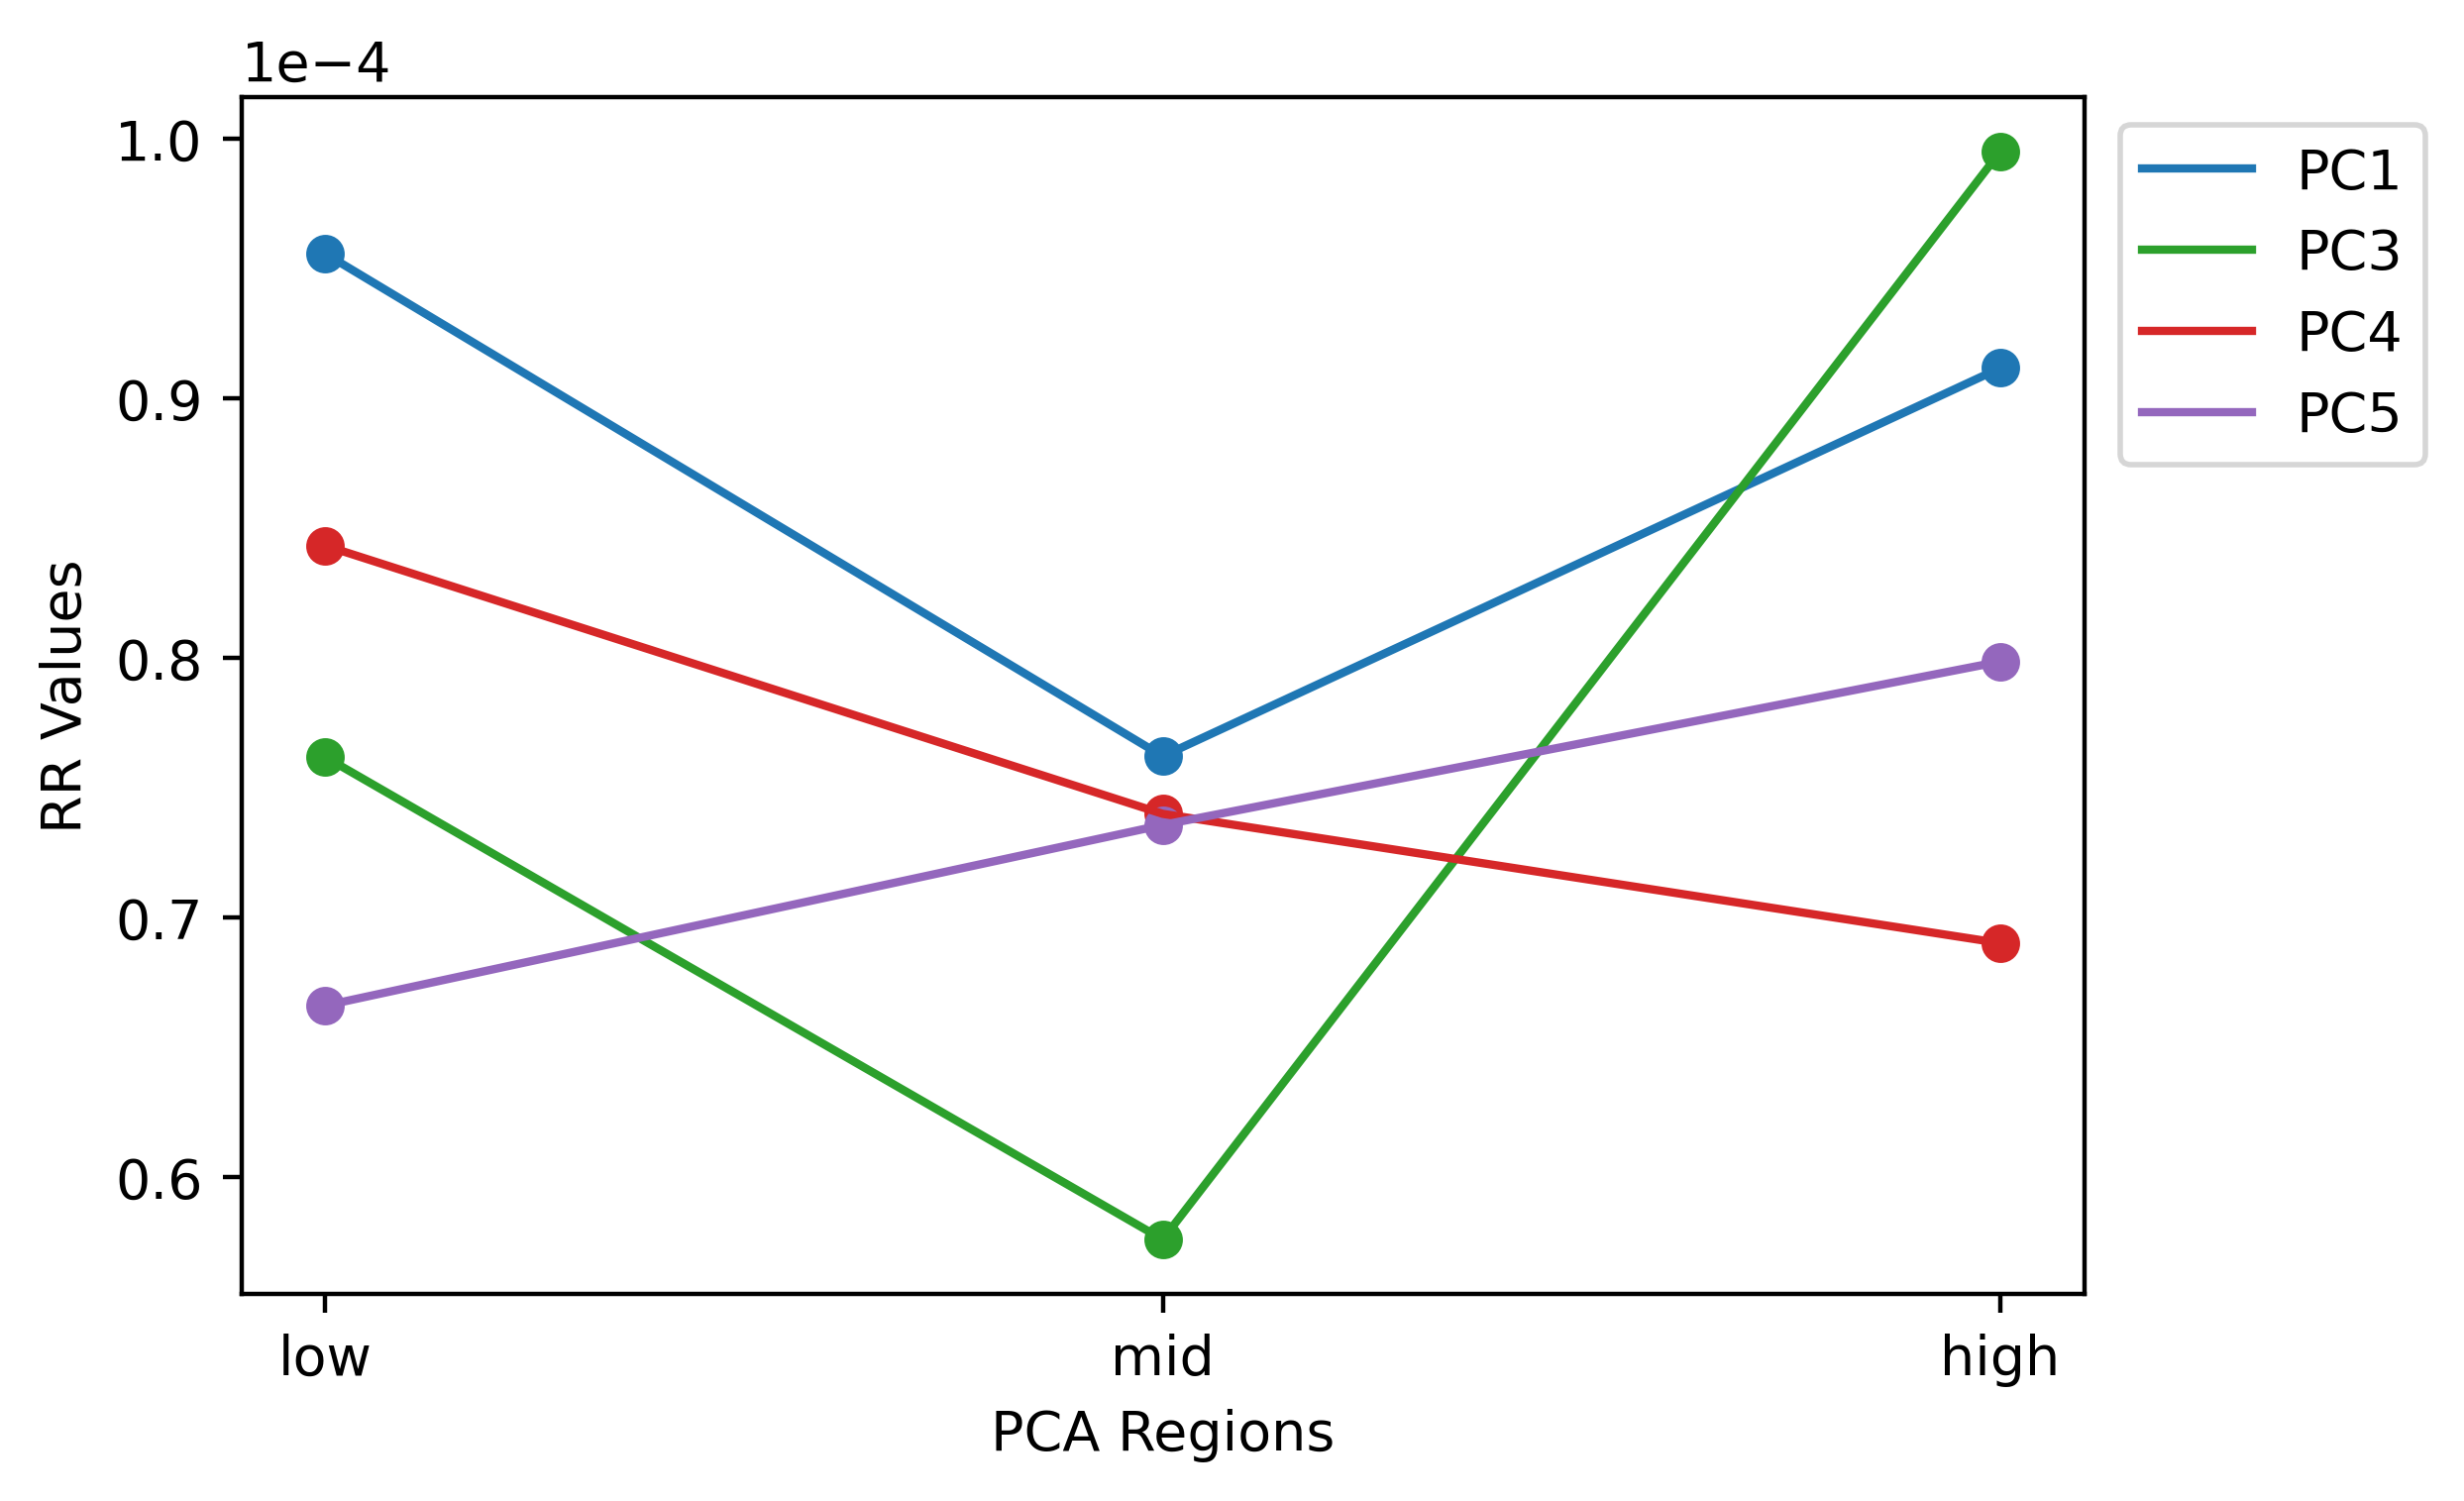 1e−4
1.0
0.9
0.8
0.7
0.6
RR Values
low
mid
high
PCA Regions
PC1
PC3
PC4
PC5